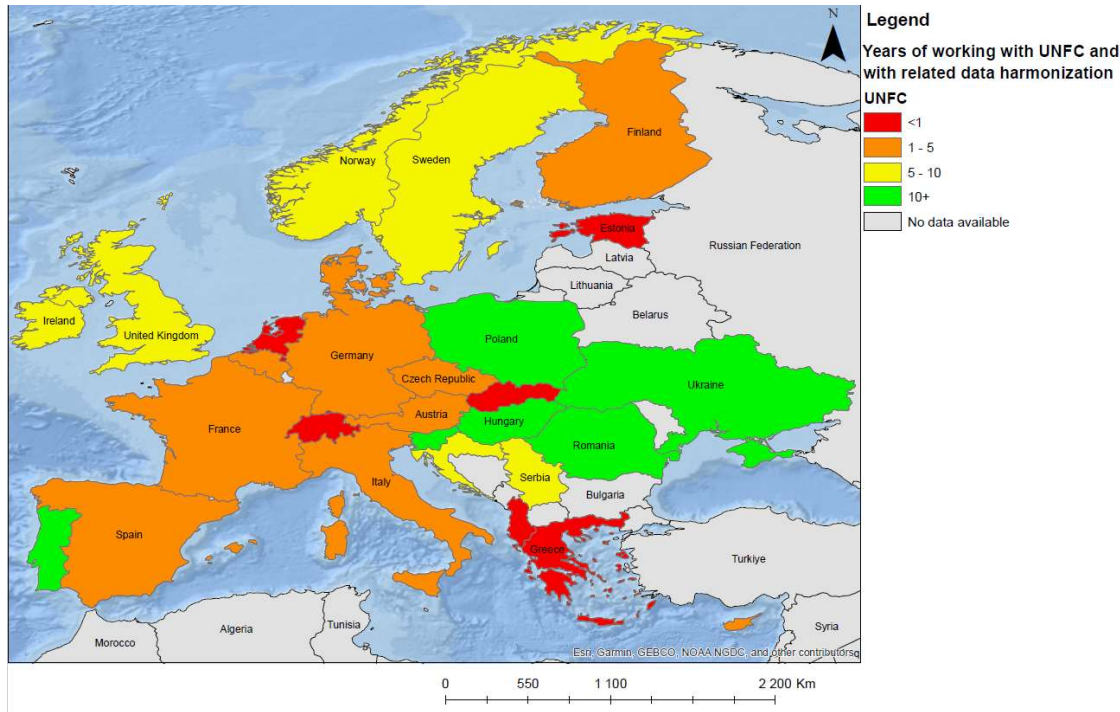 N
Legend
Years of working with UNFC and
with related data harmonization
UNFC
<1
1 - 5
5 - 10
10+
No data available
Finland
Norway
Sweden
Estonia
Russian Federation
Latvia
Lithuania
Belarus
Ireland
United Kingdom
Poland
Germany
Ukraine
Czech Republic
Austria
France
Hungary
Romania
Italy
Serbia
Bulgaria
Spain
Greece
Turkiye
Tunisia
Algeria
Syria
Morocco
Esri, Garmin, GEBCO, NOAA NGDC, and other contributors
0 550 1 100 2 200 Km